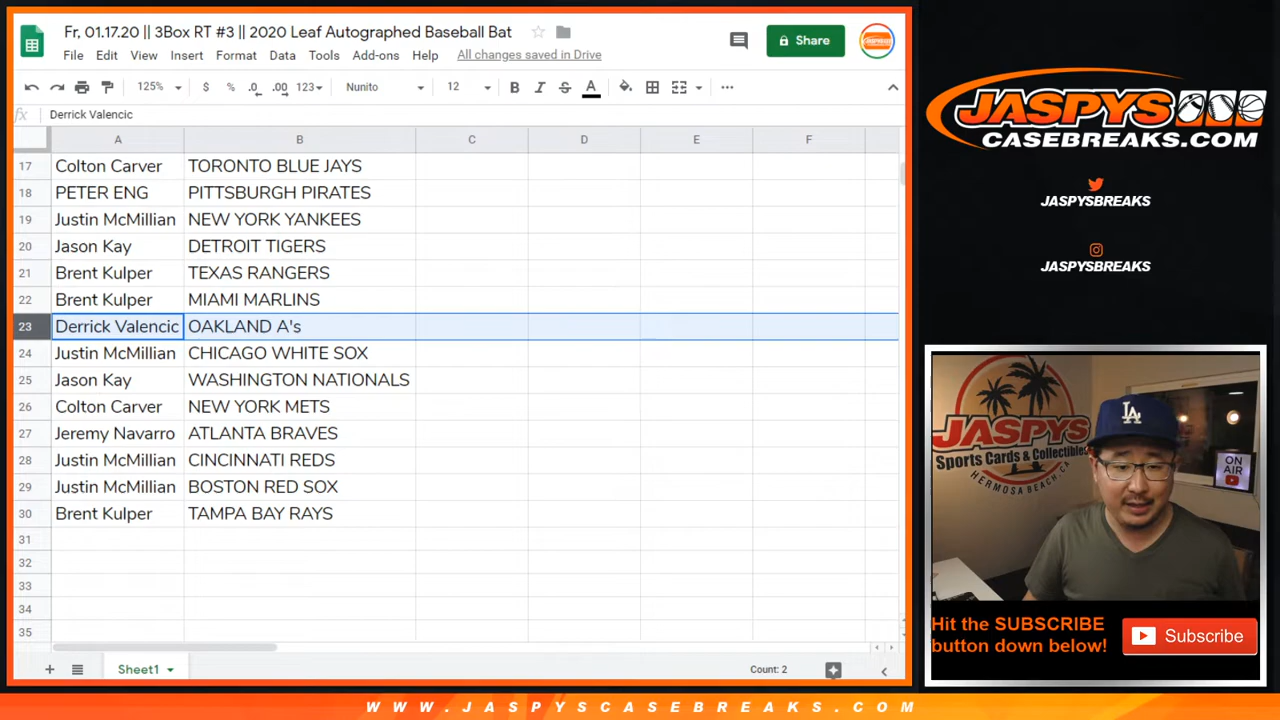 Fr, 01.17.20 || 3Box RT #3 || 2020 Leaf Autographed Baseball Bat
File Edit View Insert Format Data Tools Add-ons Help All changes saved in Drive
Share
125% $ % .0 .00 123 Nunito 12 B I S A
fx Derrick Valencic
A B C D E F
17 Colton Carver TORONTO BLUE JAYS
18 PETER ENG PITTSBURGH PIRATES
19 Justin McMillian NEW YORK YANKEES
20 Jason Kay DETROIT TIGERS
21 Brent Kulper TEXAS RANGERS
22 Brent Kulper MIAMI MARLINS
23 Derrick Valencic OAKLAND A's
24 Justin McMillian CHICAGO WHITE SOX
25 Jason Kay WASHINGTON NATIONALS
26 Colton Carver NEW YORK METS
27 Jeremy Navarro ATLANTA BRAVES
28 Justin McMillian CINCINNATI REDS
29 Justin McMillian BOSTON RED SOX
30 Brent Kulper TAMPA BAY RAYS
31
32
33
34
35
Sheet1
Count: 2
JASPYS
CASEBREAKS.COM
JASPYSBREAKS
JASPYSBREAKS
JASPYS
Sports Cards & Collectibles
HERMOSA BEACH, CA
LA
ON
AIR
Hit the SUBSCRIBE
button down below!
Subscribe
WWW.JASPYSCASEBREAKS.COM